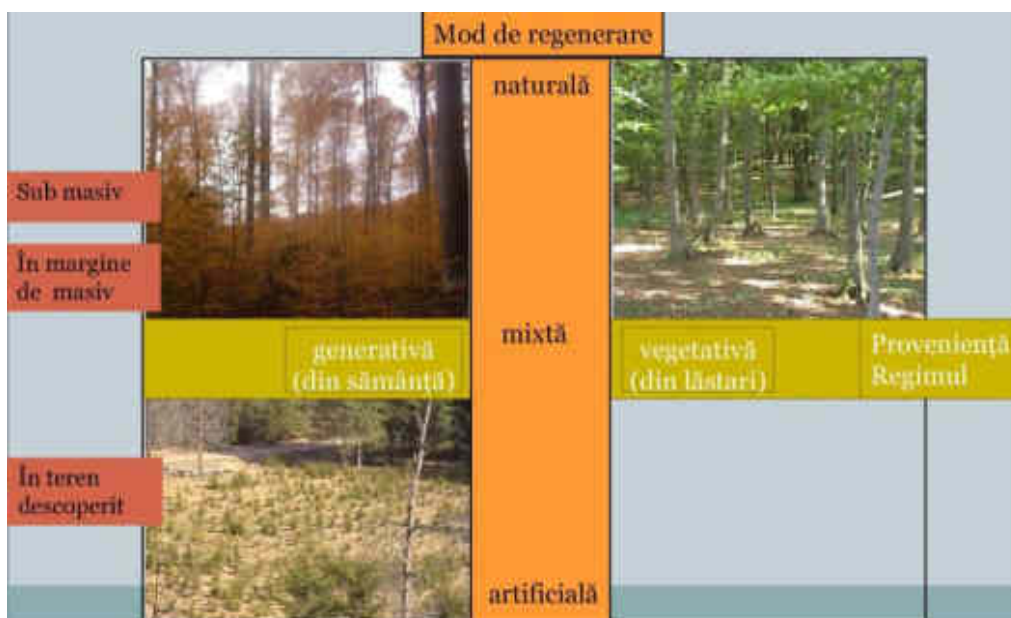 Mod de regenerare
naturală
Sub masiv
În margine
de masiv
mixtă
generativă
(din sămânță)
vegetativă
(din lăstari)
Proveniență
Regimul
În teren
descoperit
artificială